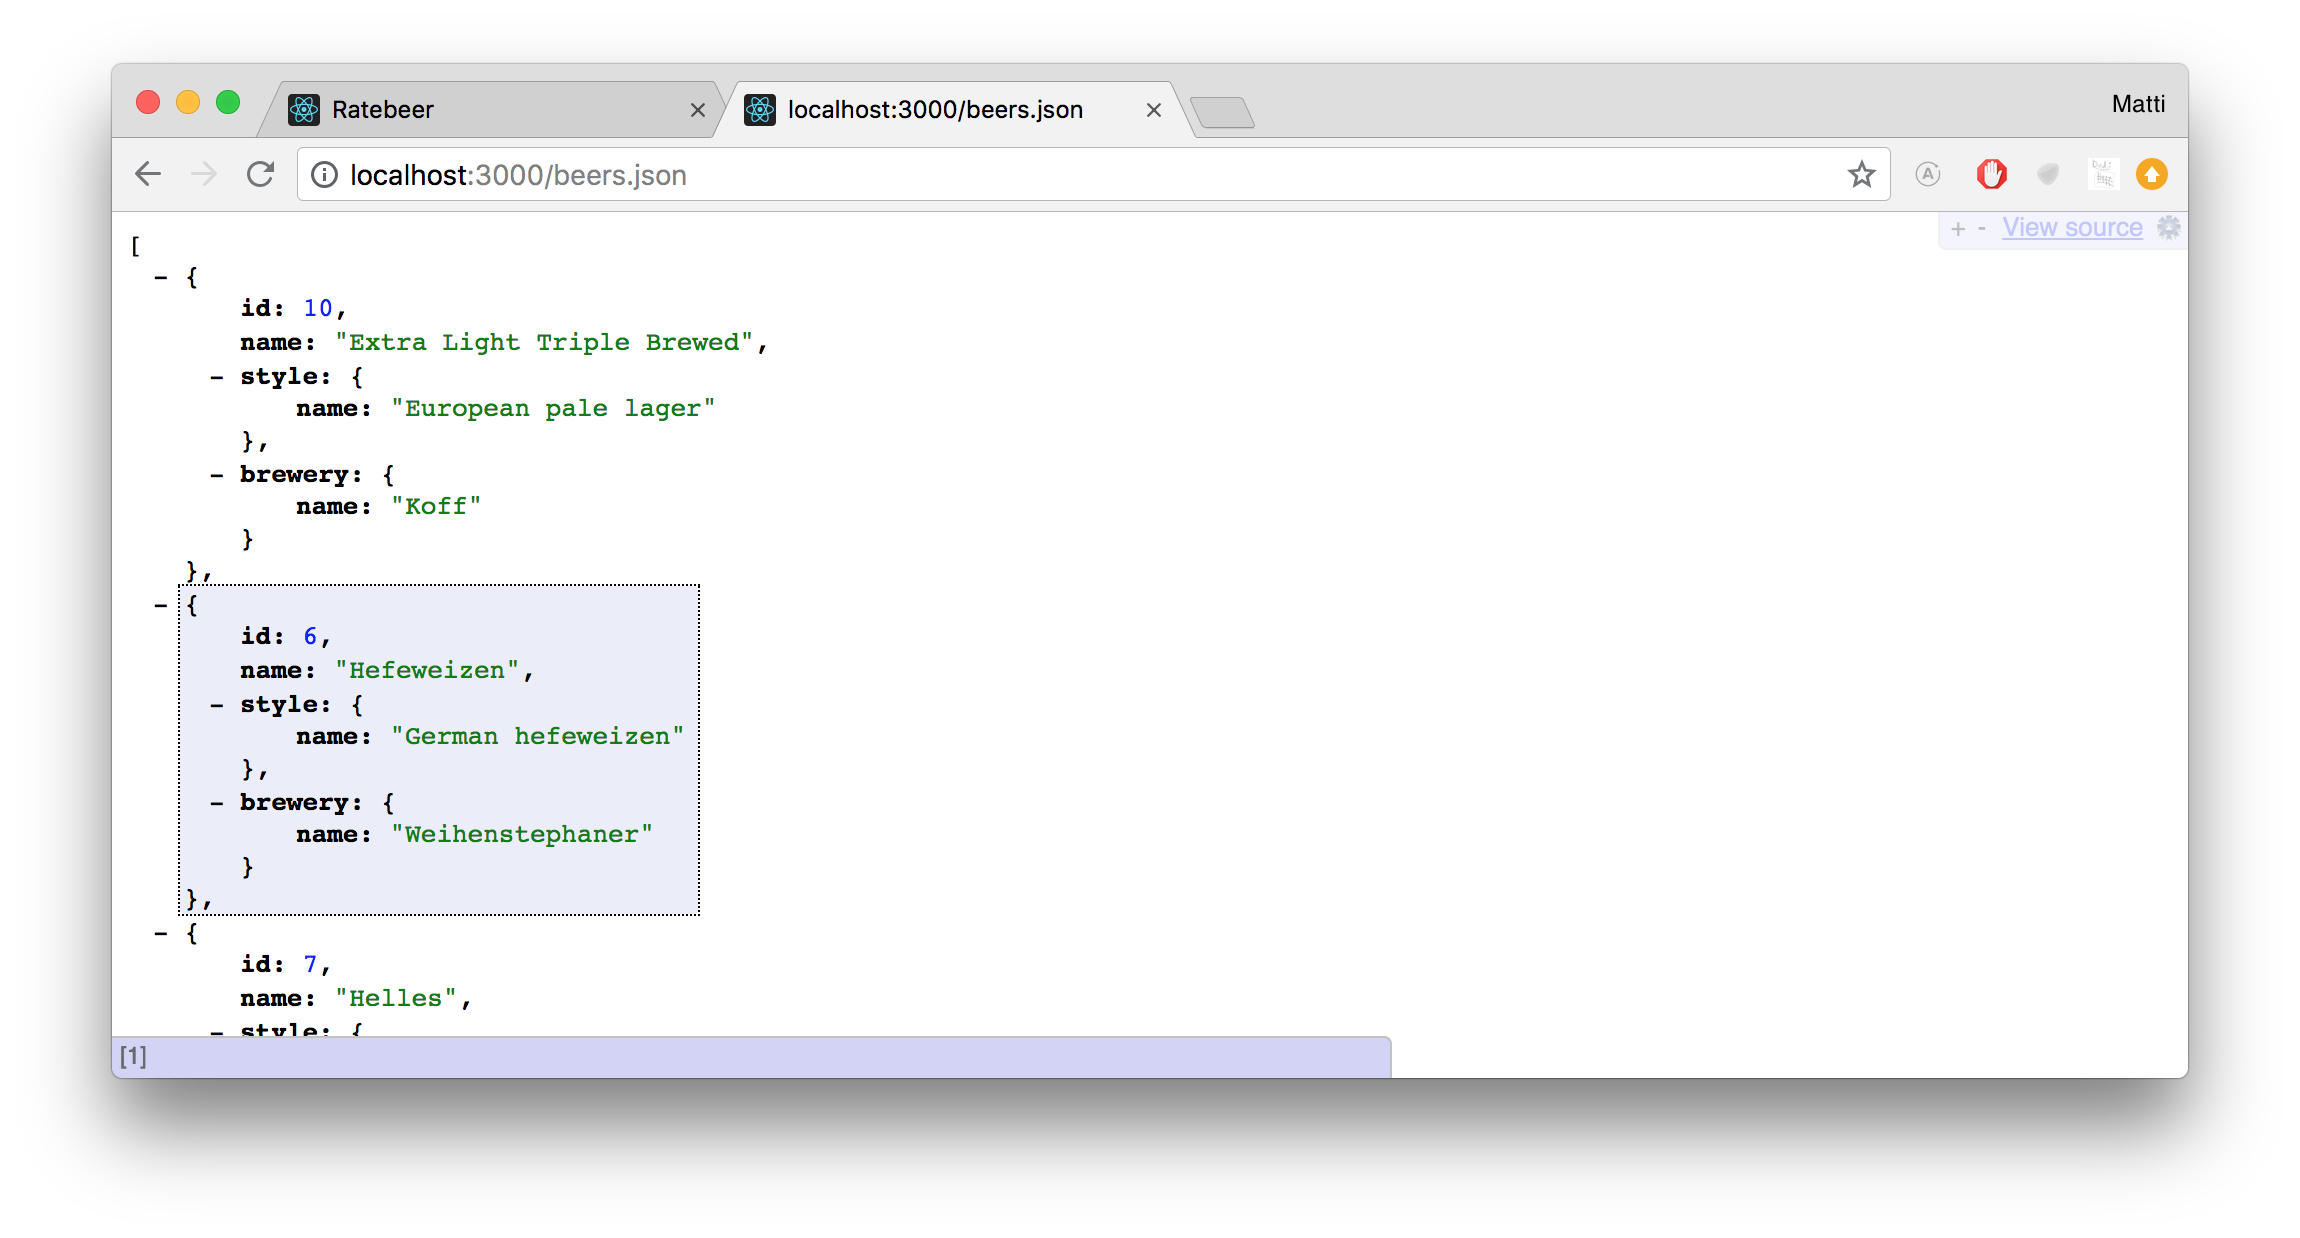 Ratebeer
localhost:3000/beers.json
Matti
localhost:3000/beers.json
+ - View source
[
- {
id: 10,
name: "Extra Light Triple Brewed",
- style: {
name: "European pale lager"
},
- brewery: {
name: "Koff"
}
},
- {
id: 6,
name: "Hefeweizen",
- style: {
name: "German hefeweizen"
},
- brewery: {
name: "Weihenstephaner"
}
},
- {
id: 7,
name: "Helles",
- style: {
[1]